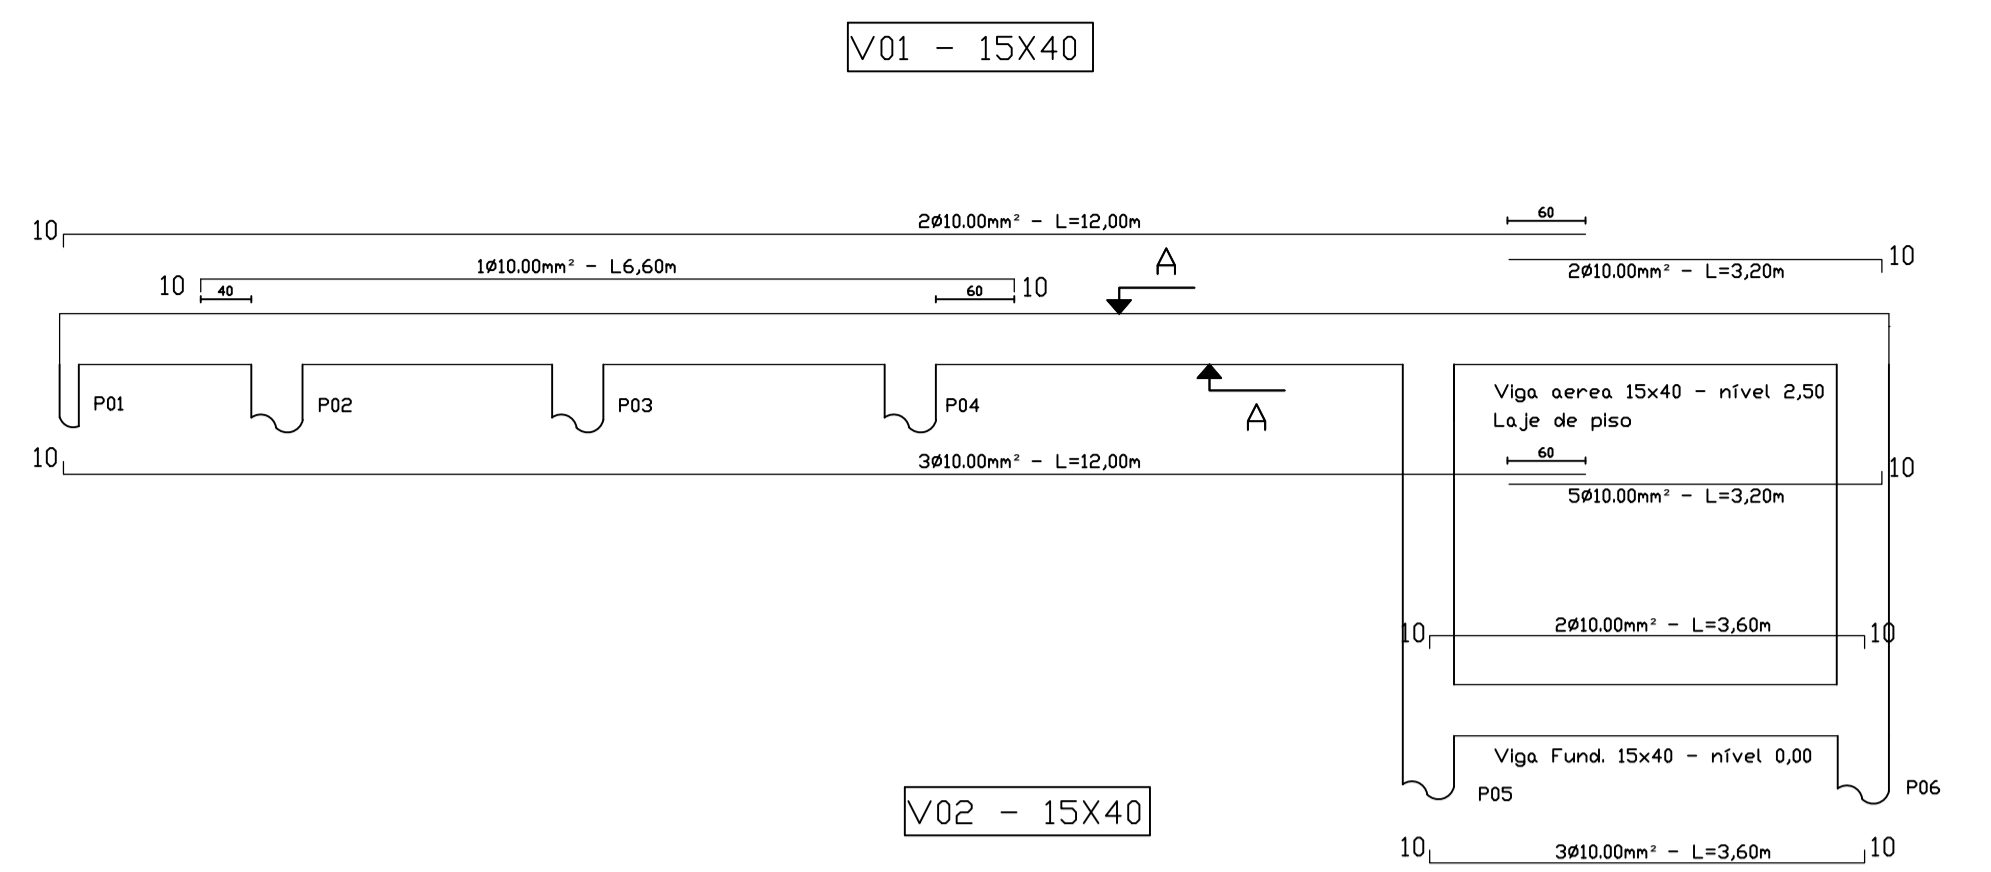 V01 - 15X40
2Ø10.00mm² - L=12,00m
60
10
10
1Ø10.00mm² - L6,60m
2Ø10.00mm² - L=3,20m
10
40
60
10
A
P01
P02
P03
P04
A
Viga aerea 15x40 - nível 2,50
Laje de piso
10
3Ø10.00mm² - L=12,00m
60
10
5Ø10.00mm² - L=3,20m
10
2Ø10.00mm² - L=3,60m
10
Viga Fund. 15x40 - nível 0,00
P05
P06
V02 - 15X40
10
3Ø10.00mm² - L=3,60m
10